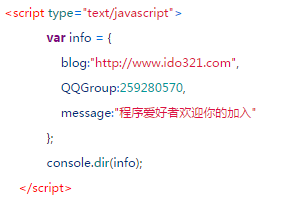 <script type="text/javascript">
var info = {
blog:"http://www.ido321.com",
QQGroup:259280570,
message:"程序爱好者欢迎你的加入"
};
console.dir(info);
</script>